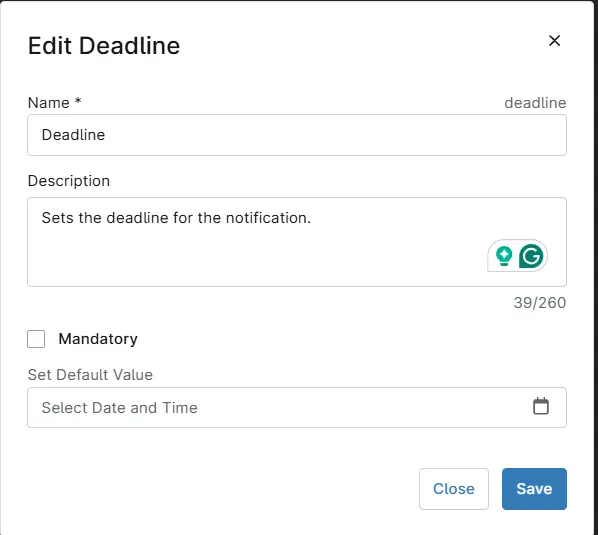 Edit Deadline
Name * deadline
Deadline
Description
Sets the deadline for the notification.
39/260
Mandatory
Set Default Value
Select Date and Time
Close Save